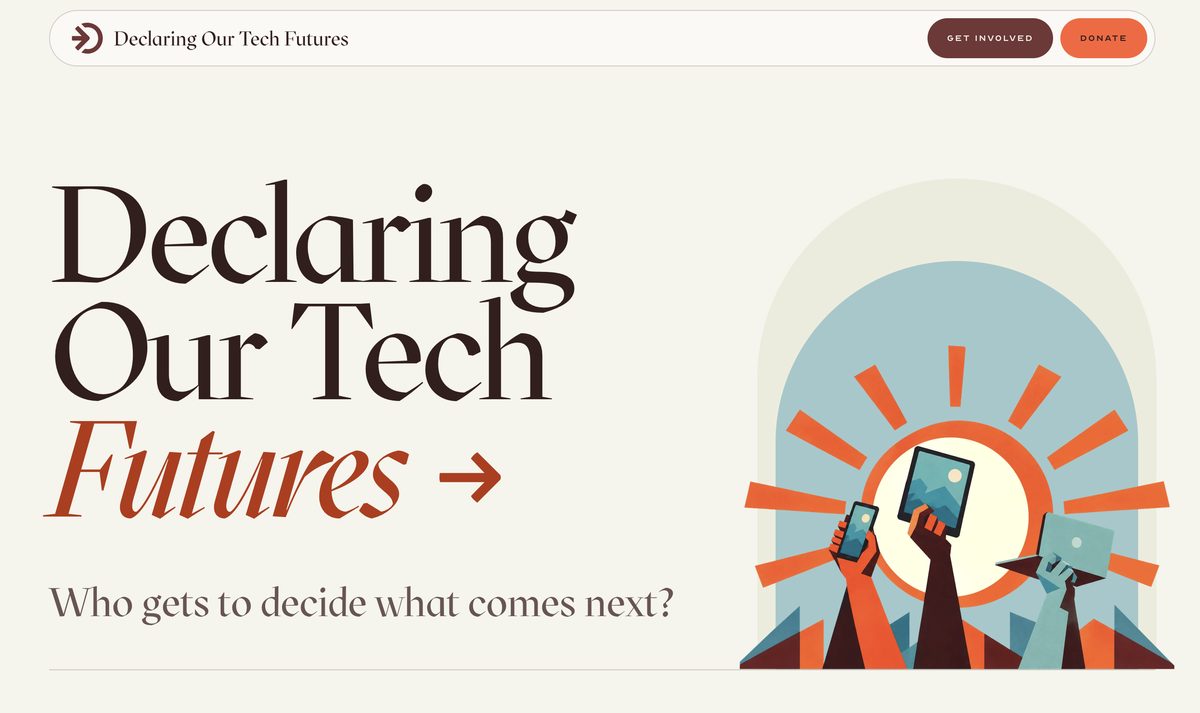 Declaring Our Tech Futures
GET INVOLVED
DONATE
Declaring
Our Tech
Futures →
Who gets to decide what comes next?